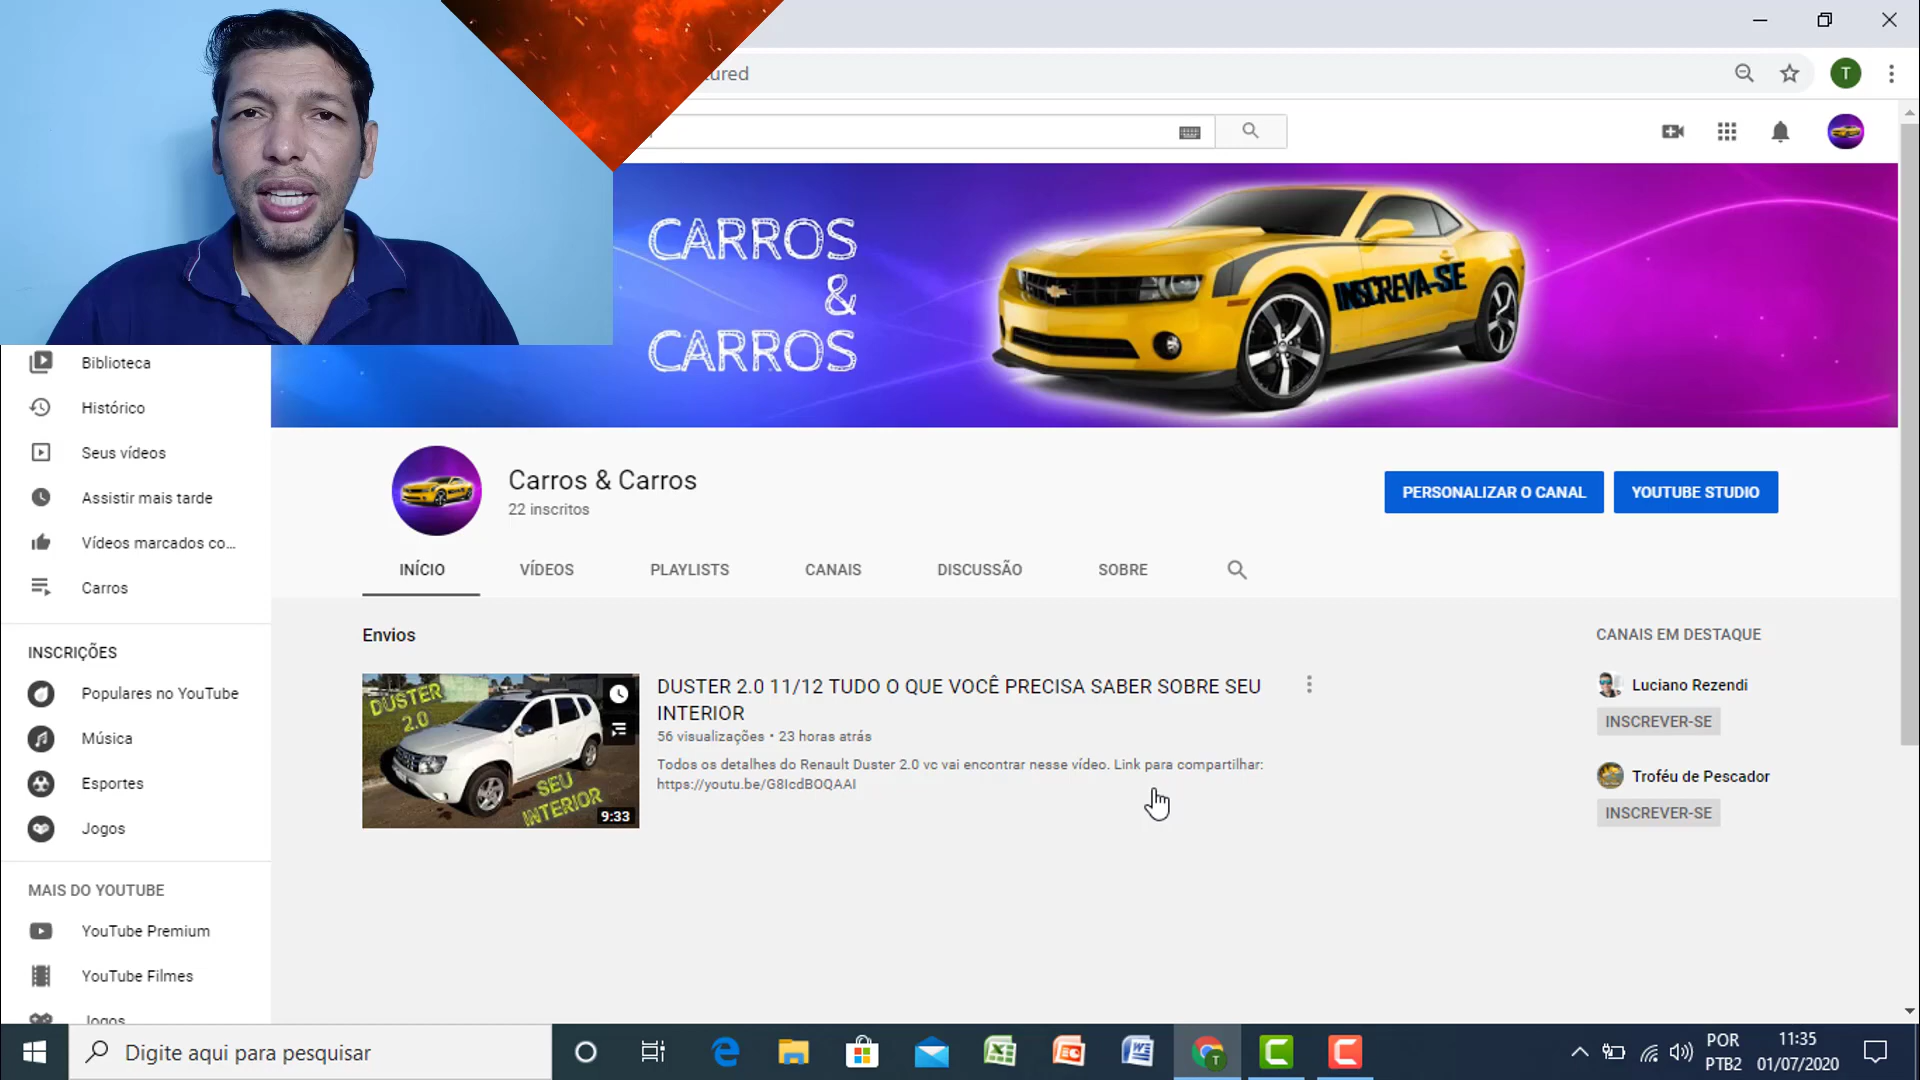 tured
T
CARROS
&
CARROS
INSCREVA-SE
Biblioteca
Histórico
Seus vídeos
Assistir mais tarde
Vídeos marcados co...
Carros
INSCRIÇÕES
Populares no YouTube
Música
Esportes
Jogos
MAIS DO YOUTUBE
YouTube Premium
YouTube Filmes
Jogos
Carros & Carros
22 inscritos
PERSONALIZAR O CANAL
YOUTUBE STUDIO
INÍCIO
VÍDEOS
PLAYLISTS
CANAIS
DISCUSSÃO
SOBRE
Envios
DUSTER
2.0
SEU
INTERIOR
9:33
DUSTER 2.0 11/12 TUDO O QUE VOCÊ PRECISA SABER SOBRE SEU
INTERIOR
56 visualizações • 23 horas atrás
Todos os detalhes do Renault Duster 2.0 vc vai encontrar nesse vídeo. Link para compartilhar:
https://youtu.be/G8IcdBOQAAI
CANAIS EM DESTAQUE
Luciano Rezendi
INSCREVER-SE
Troféu de Pescador
INSCREVER-SE
Digite aqui para pesquisar
POR
PTB2
11:35
01/07/2020